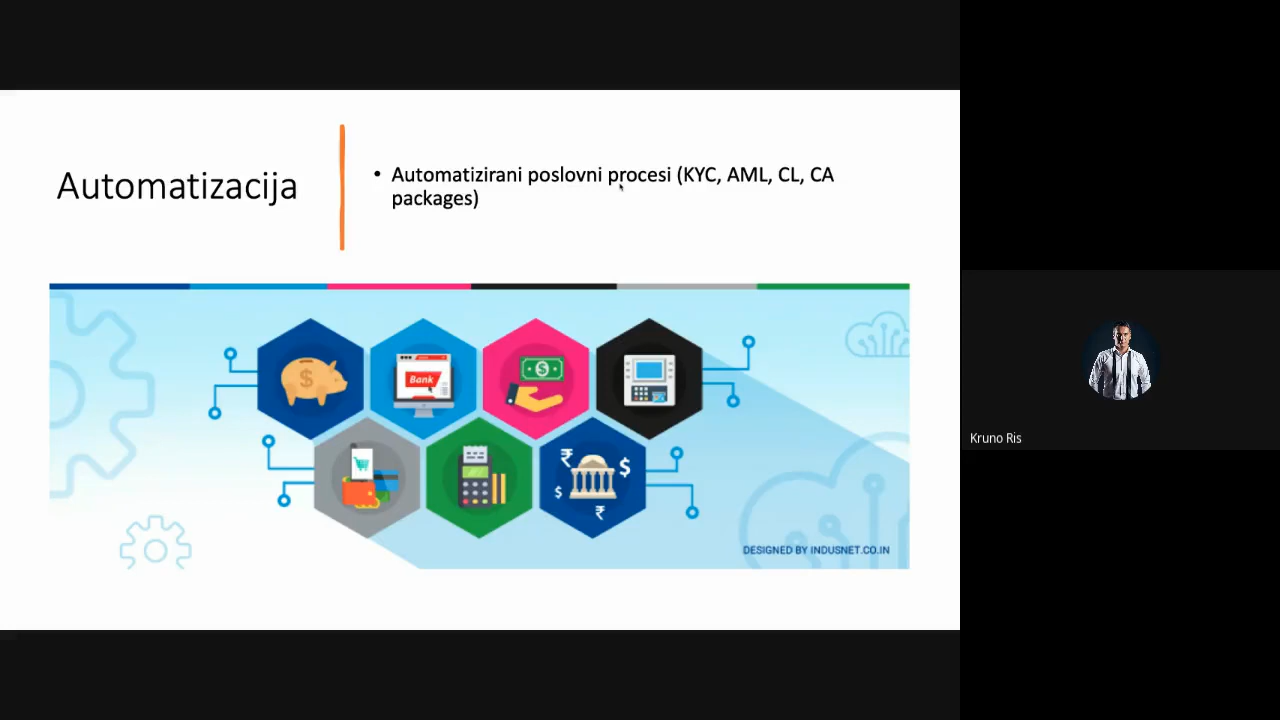 Automatizacija
• Automatizirani poslovni procesi (KYC, AML, CL, CA
packages)
$
Bank
$
₹
$
$
₹
DESIGNED BY INDUSNET.CO.IN
Kruno Ris